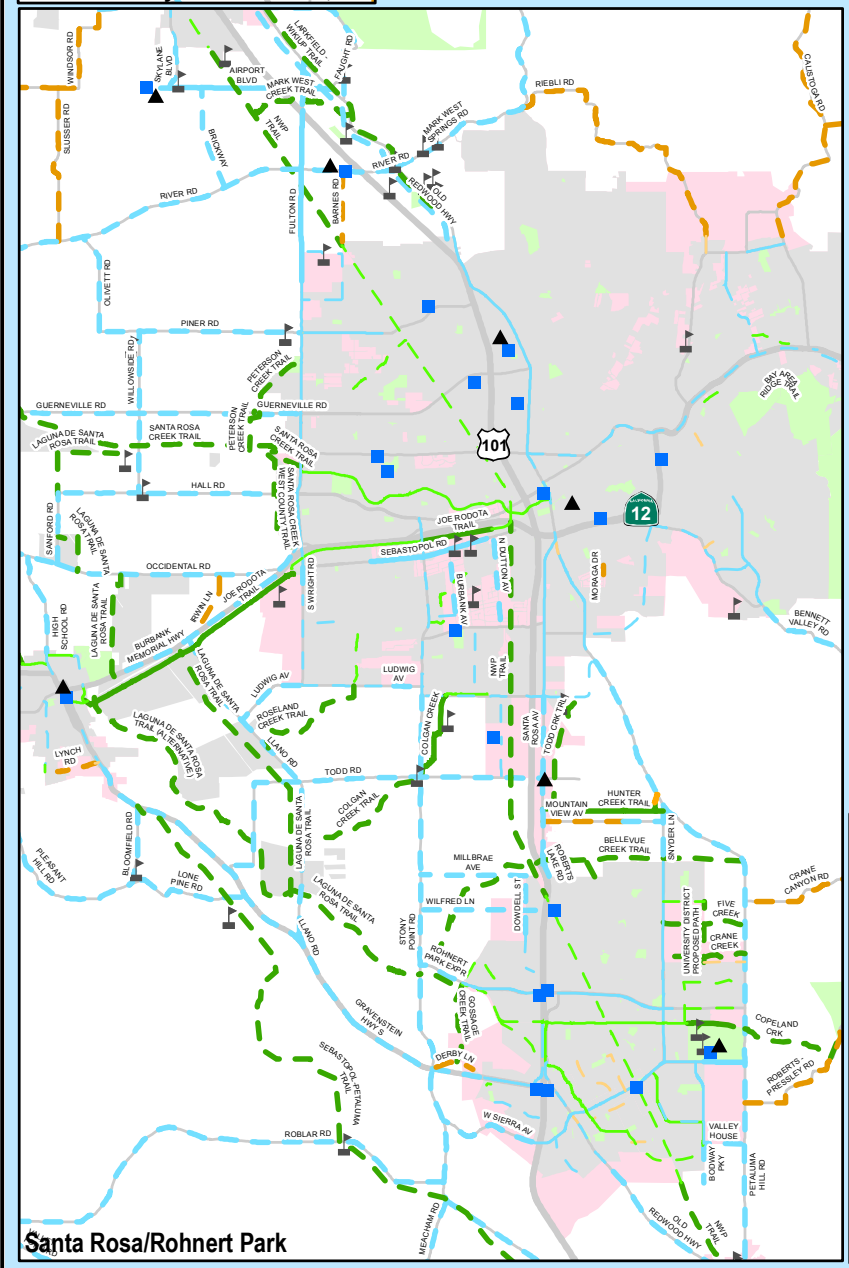 WINDSOR RD
SKYLANE
BLVD
LARKFIELD -
WIKIUP TRAIL
FAUGHT RD
AIRPORT
BLVD
MARK WEST
CREEK TRAIL
RIEBLI RD
CALISTOGA RD
SLUSSER RD
BRICKWAY
NWP
TRAIL
MARK WEST
SPRINGS RD
RIVER RD
RIVER RD
FULTON RD
BARNES RD
OLD
REDWOOD HWY
OLIVETT RD
PINER RD
WILLOWSIDE RD
PETERSON
CREEK TRAIL
BAY AREA
RIDGE TRAIL
GUERNEVILLE RD
GUERNEVILLE RD
PETERSON
CREEK TRAIL
LAGUNA DE SANTA
ROSA TRAIL
SANTA ROSA
CREEK TRAIL
SANTA ROSA
CREEK TRAIL
101
HALL RD
SANTA ROSA CREEK
WEST COUNTY TRAIL
CALIFORNIA
12
SANFORD RD
LAGUNA DE SANTA
ROSA TRAIL
JOE RODOTA
TRAIL
SEBASTOPOL RD
N DUTTON AV
OCCIDENTAL RD
S WRIGHT RD
MORAGA DR
BURBANK AV
HIGH
SCHOOL RD
LAGUNA DE SANTA
ROSA TRAIL
IRWIN LN
JOE RODOTA
TRAIL
BENNETT
VALLEY RD
BURBANK
MEMORIAL HWY
LAGUNA DE SANTA
ROSA TRAIL
LUDWIG AV
LUDWIG
AV
NWP
TRAIL
ROSELAND
CREEK TRAIL
COLGAN CREEK
SANTA
ROSA AV
TODD CRK TRL
LAGUNA DE SANTA ROSA
TRAIL (ALTERNATIVE)
LLANO RD
LYNCH
RD
TODD RD
COLGAN
CREEK TRAIL
HUNTER
CREEK TRAIL
MOUNTAIN
VIEW AV
LAGUNA DE SANTA
ROSA TRAIL
BLOOMFIELD RD
BELLEVUE
CREEK TRAIL
SNYDER LN
PLEASANT
HILL RD
LONE
PINE RD
MILLBRAE
AVE
ROBERTS
LAKE RD
CRANE
CANYON RD
LAGUNA DE SANTA
ROSA TRAIL
WILFRED LN
DOWDELL ST
UNIVERSITY DISTRICT
PROPOSED PATH
FIVE
CREEK
CRANE
CREEK
STONY
POINT RD
LLANO RD
ROHNERT
PARK EXPR
GOSSAGE
CREEK TRAIL
GRAVENSTEIN
HWY S
COPELAND
CRK
DERBY LN
ROBERTS -
PRESSLEY RD
SEBASTOPOL-PETALUMA
TRAIL
W SIERRA AV
ROBLAR RD
VALLEY
HOUSE
BODWAY
PKY
PETALUMA
HILL RD
MEACHAM RD
OLD
REDWOOD HWY
NWP
TRAIL
Santa Rosa/Rohnert Park